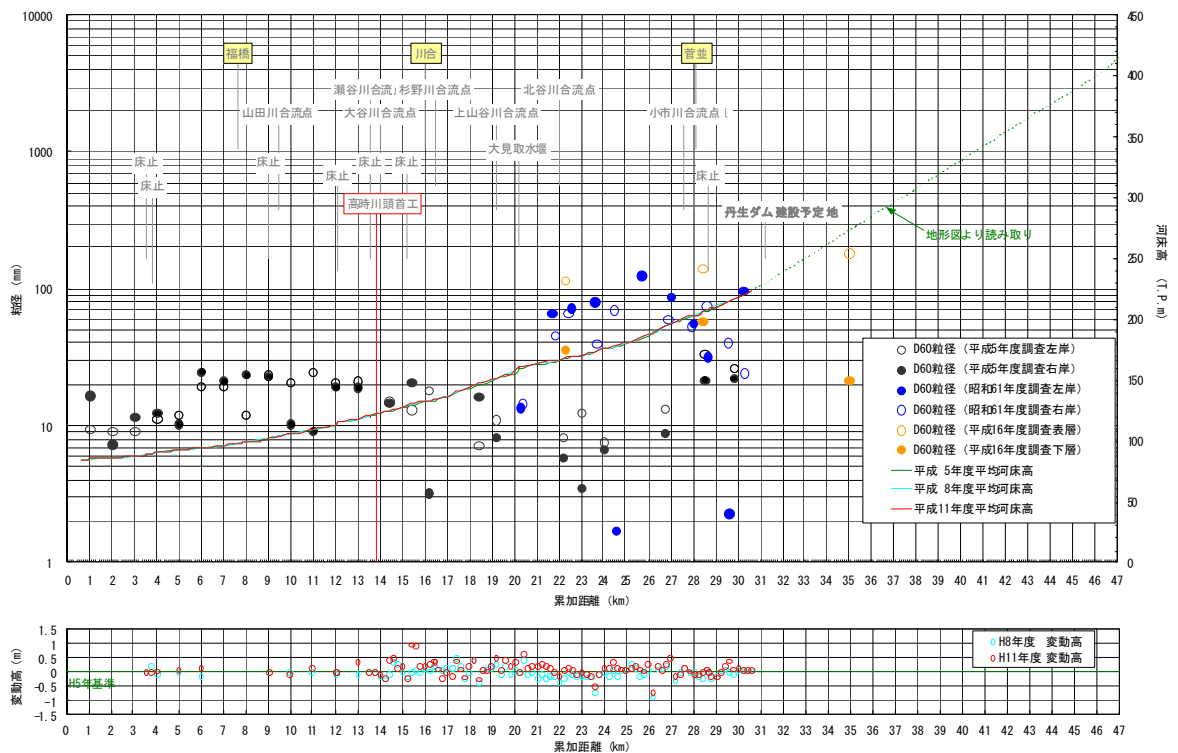 10000
1000
100
10
1
粒径 (mm)
450
400
350
300
250
200
150
100
50
0
河床高 (T.P.m)
福橋
川合
菅並
瀬谷川合流
杉野川合流点
北谷川合流点
山田川合流点
大谷川合流点
上山谷川合流点
小市川合流点
大見取水堰
床止
床止
床止
床止
床止
床止
床止
高時川頭首工
丹生ダム建設予定地
地形図より読み取り
D60粒径 (平成5年度調査左岸)
D60粒径 (平成5年度調査右岸)
D60粒径 (昭和61年度調査左岸)
D60粒径 (昭和61年度調査右岸)
D60粒径 (平成16年度調査表層)
D60粒径 (平成16年度調査下層)
平成 5年度平均河床高
平成 8年度平均河床高
平成11年度平均河床高
0 1 2 3 4 5 6 7 8 9 10 11 12 13 14 15 16 17 18 19 20 21 22 23 24 25 26 27 28 29 30 31 32 33 34 35 36 37 38 39 40 41 42 43 44 45 46 47
累加距離 (km)
変動高 (m)
1.5
1
0.5
0
-0.5
-1
-1.5
H5年基準
H8年度 変動高
H11年度 変動高
0 1 2 3 4 5 6 7 8 9 10 11 12 13 14 15 16 17 18 19 20 21 22 23 24 25 26 27 28 29 30 31 32 33 34 35 36 37 38 39 40 41 42 43 44 45 46 47
累加距離 (km)